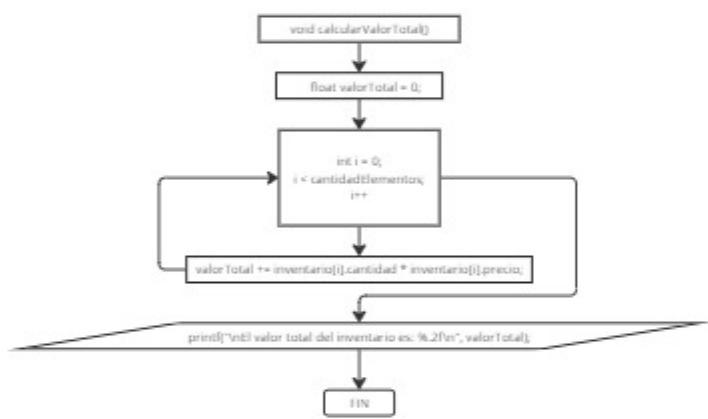 void calcularValorTotal()
float valorTotal = 0;
int i = 0;
i < cantidadElementos;
i++
valorTotal += inventario[i].cantidad * inventario[i].precio;
printf("\nEl valor total del inventario es: %.2f\n", valorTotal);
FIN